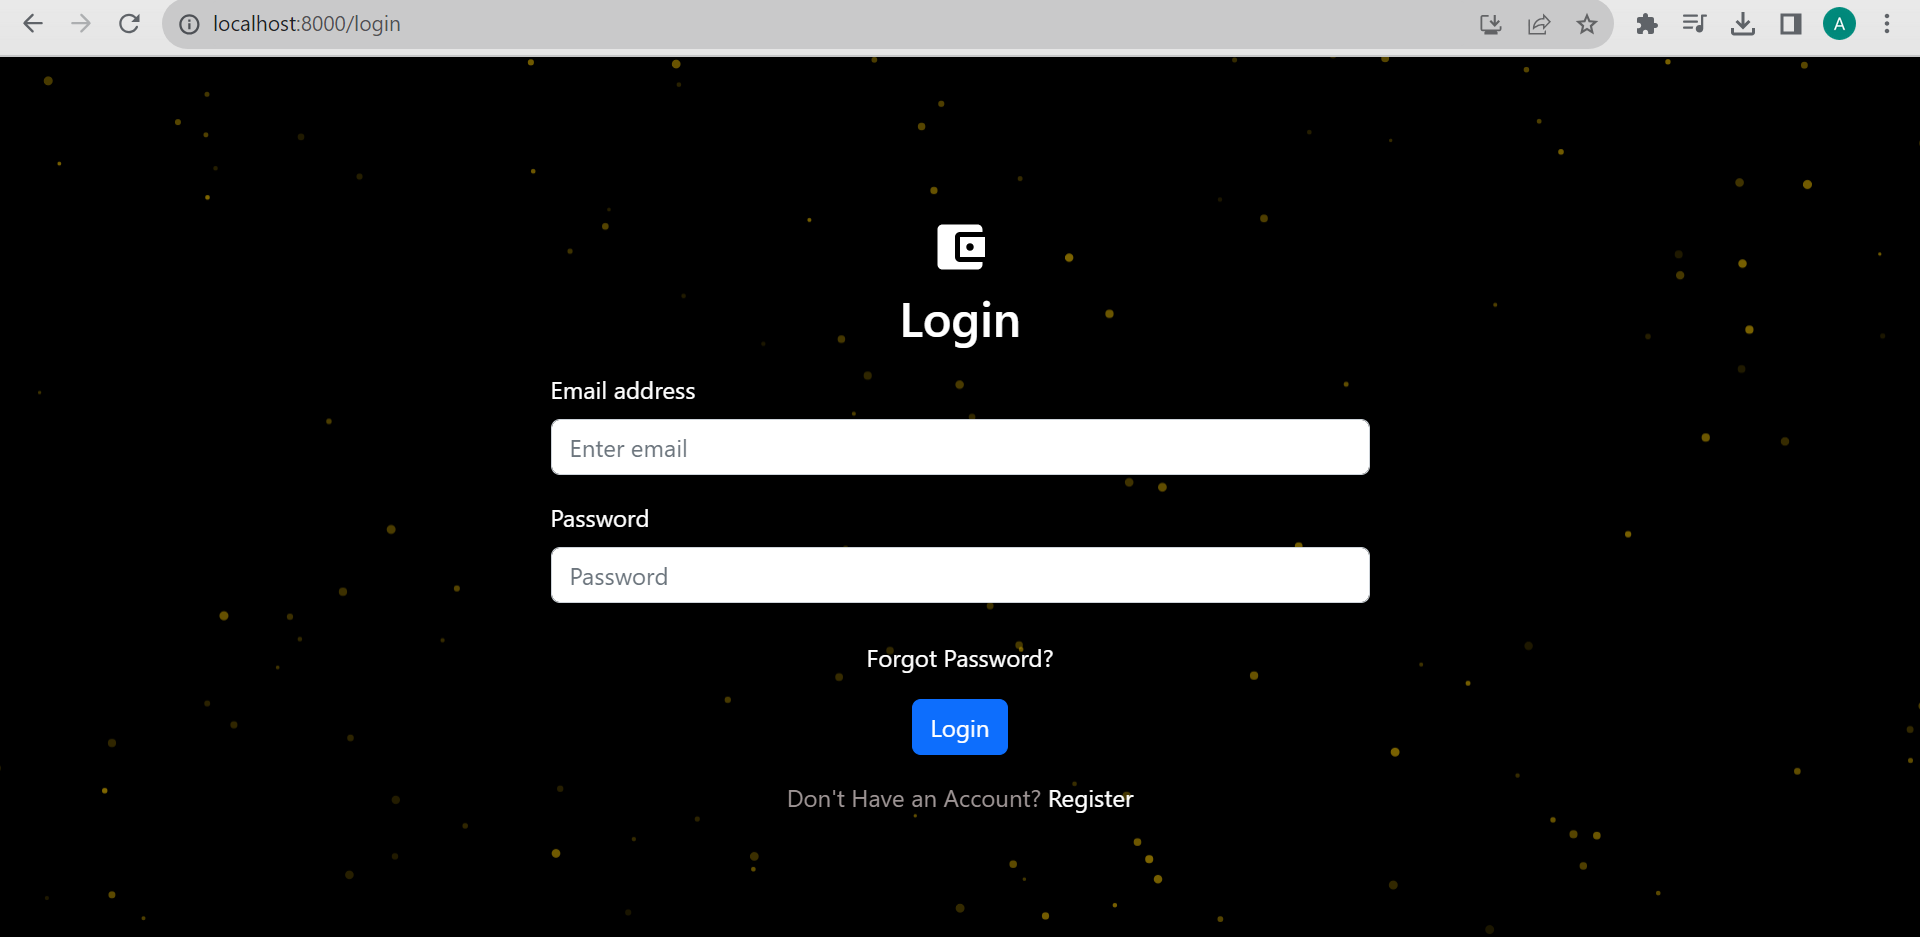 localhost:8000/login
A
Login
Email address
Enter email
Password
Password
Forgot Password?
Login
Don't Have an Account? Register